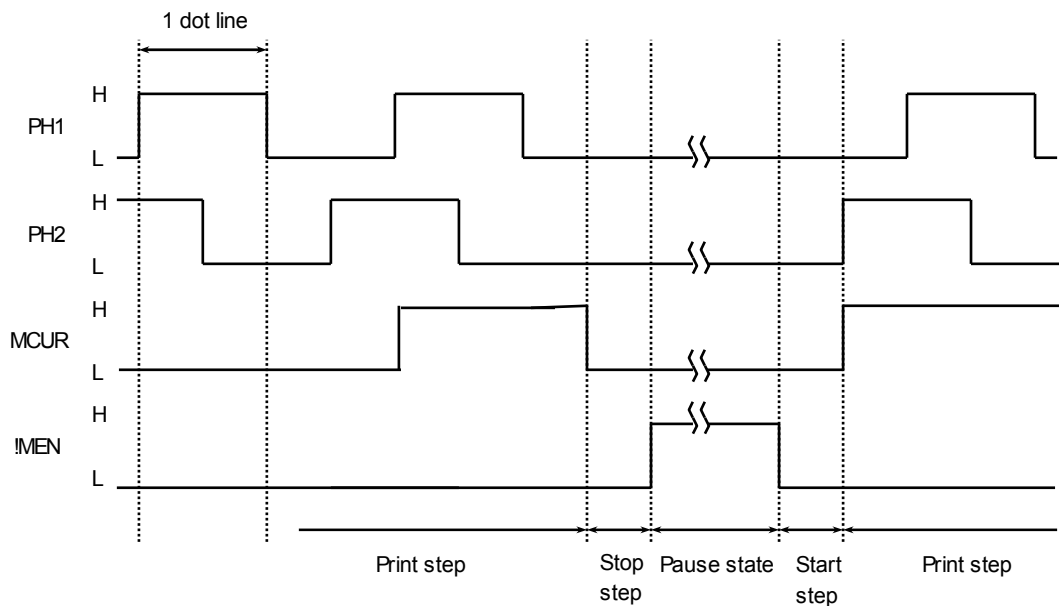 1 dot line
H
PH1
L
H
PH2
L
H
MCUR
L
H
!MEN
L
Print step
Stop
step
Pause state
Start
step
Print step